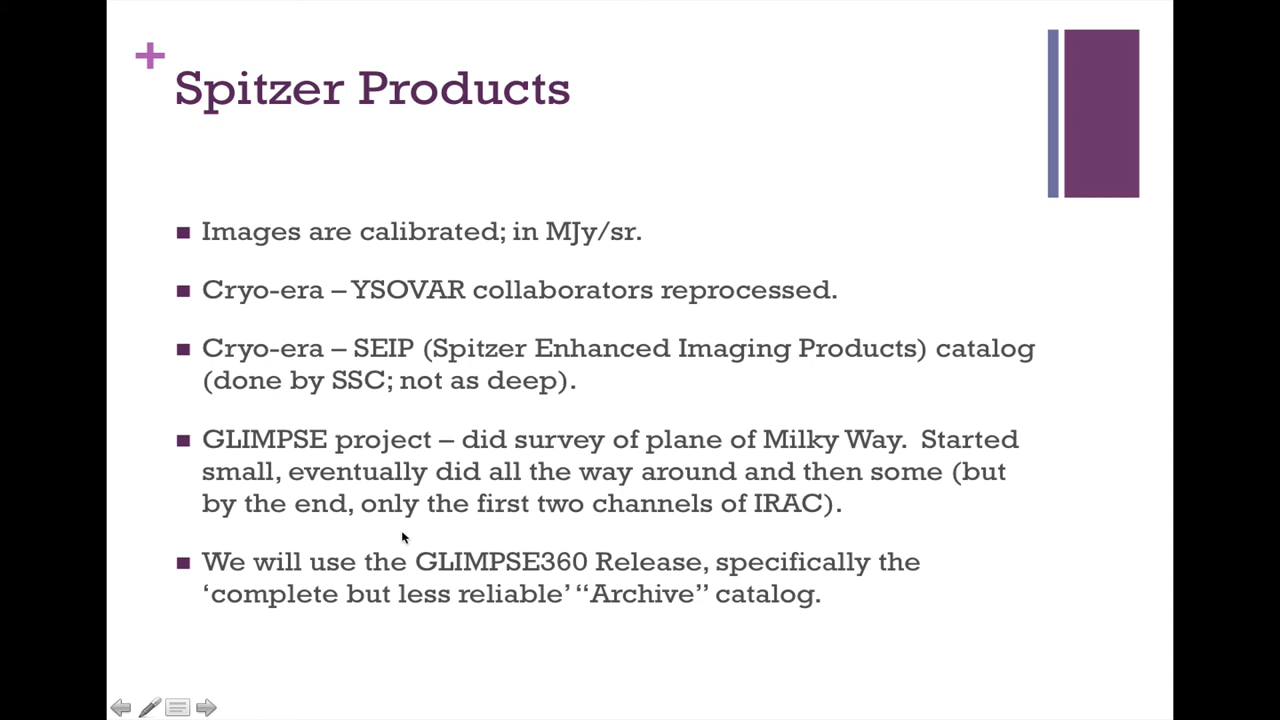 +
Spitzer Products
■ Images are calibrated; in MJy/sr.
■ Cryo-era – YSOVAR collaborators reprocessed.
■ Cryo-era – SEIP (Spitzer Enhanced Imaging Products) catalog
(done by SSC; not as deep).
■ GLIMPSE project – did survey of plane of Milky Way. Started
small, eventually did all the way around and then some (but
by the end, only the first two channels of IRAC).
■ We will use the GLIMPSE360 Release, specifically the
‘complete but less reliable’ “Archive” catalog.